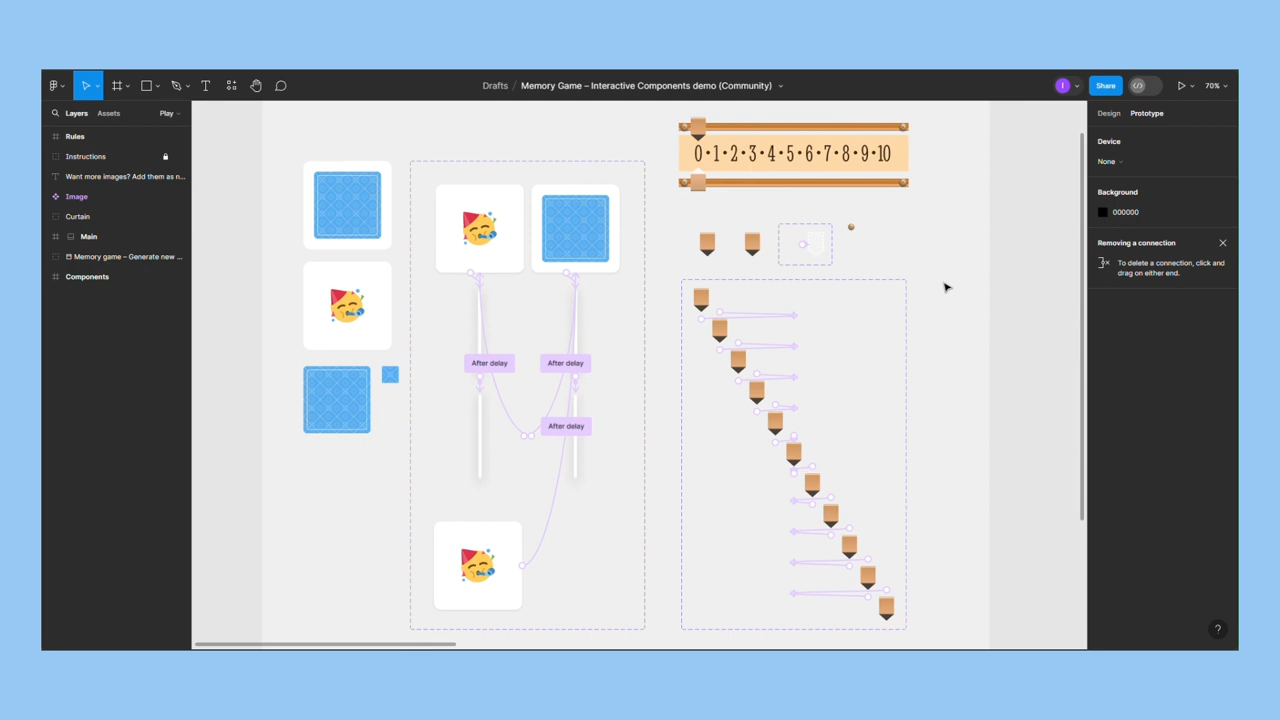 Drafts / Memory Game – Interactive Components demo (Community)
I
Share
70%
Layers
Assets
Play
Design
Prototype
Rules
Instructions
Want more images? Add them as n...
Image
Curtain
Main
Memory game – Generate new ...
Components
0•1•2•3•4•5•6•7•8•9•10
After delay
After delay
After delay
Device
None
Background
000000
Removing a connection
To delete a connection, click and
drag on either end.
?